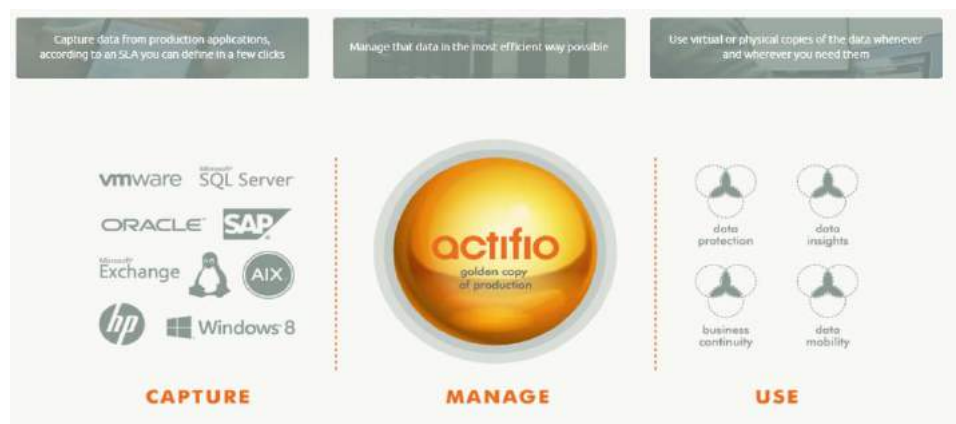 Capture data from production applications,
according to an SLA you can define in a few clicks
Manage that data in the most efficient way possible
Use virtual or physical copies of the data whenever
and wherever you need them
vmware
Microsoft
SQL Server
ORACLE
SAP
Microsoft
Exchange
AIX
hp
Windows 8
CAPTURE
actifio
golden copy
of production
MANAGE
data
protection
data
insights
business
continuity
data
mobility
USE